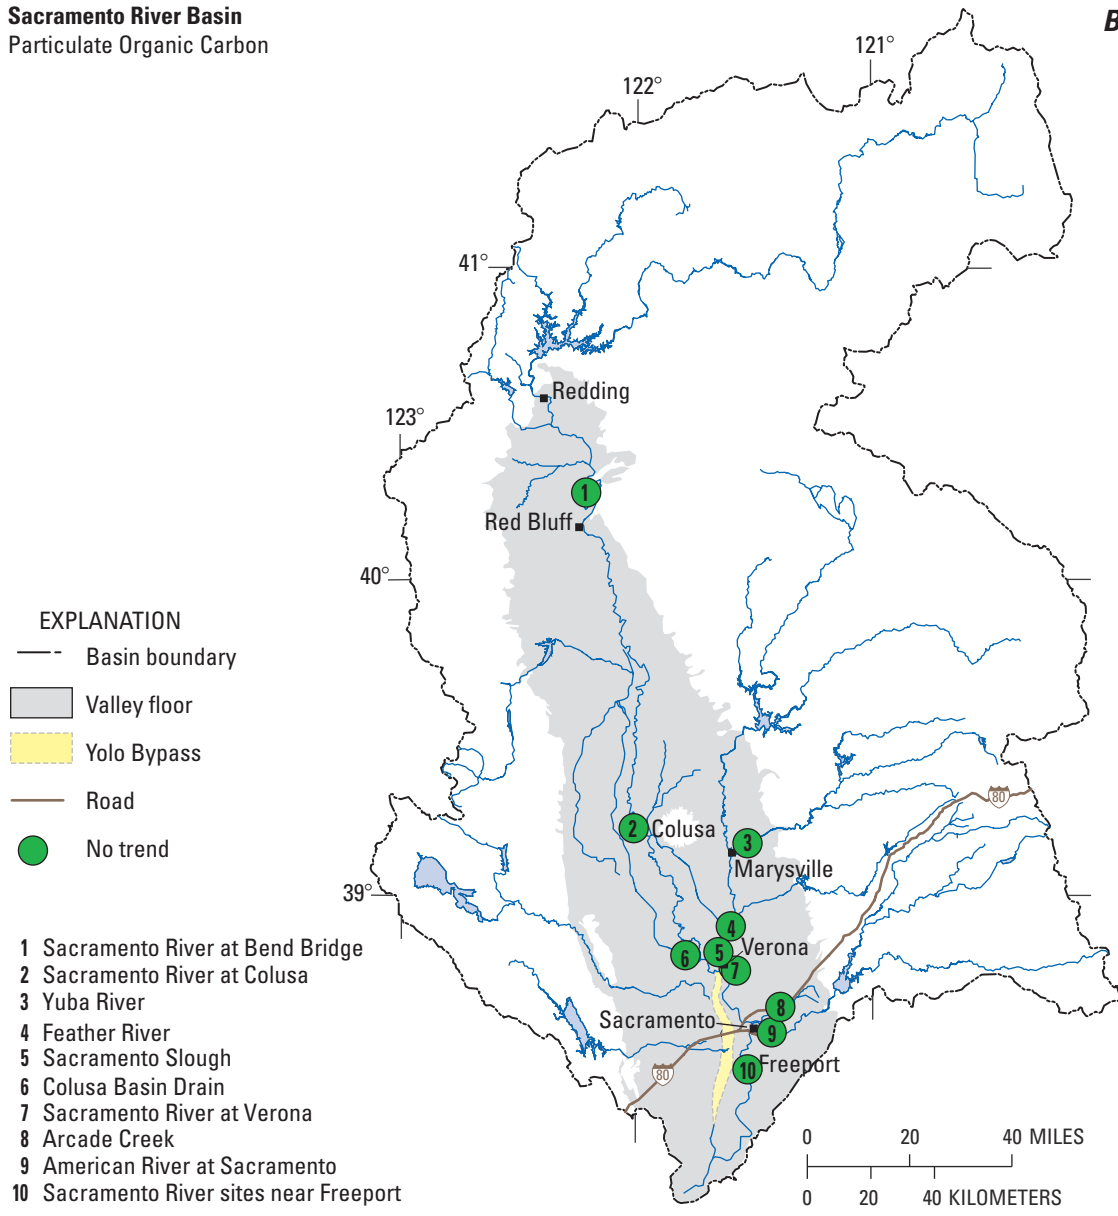 Sacramento River Basin
Particulate Organic Carbon
B
121°
122°
41°
Redding
123°
1
Red Bluff
40°
EXPLANATION
Basin boundary
Valley floor
Yolo Bypass
Road
No trend
80
2 Colusa
3
Marysville
39°
4
5 Verona
6
7
8
Sacramento
9
Freeport
10
80
1 Sacramento River at Bend Bridge
2 Sacramento River at Colusa
3 Yuba River
4 Feather River
5 Sacramento Slough
6 Colusa Basin Drain
7 Sacramento River at Verona
8 Arcade Creek
9 American River at Sacramento
10 Sacramento River sites near Freeport
0 20 40 MILES
0 20 40 KILOMETERS